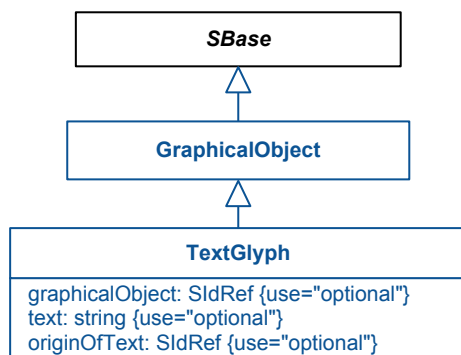 SBase
GraphicalObject
TextGlyph
graphicalObject: SIdRef {use="optional"}
text: string {use="optional"}
originOfText: SIdRef {use="optional"}